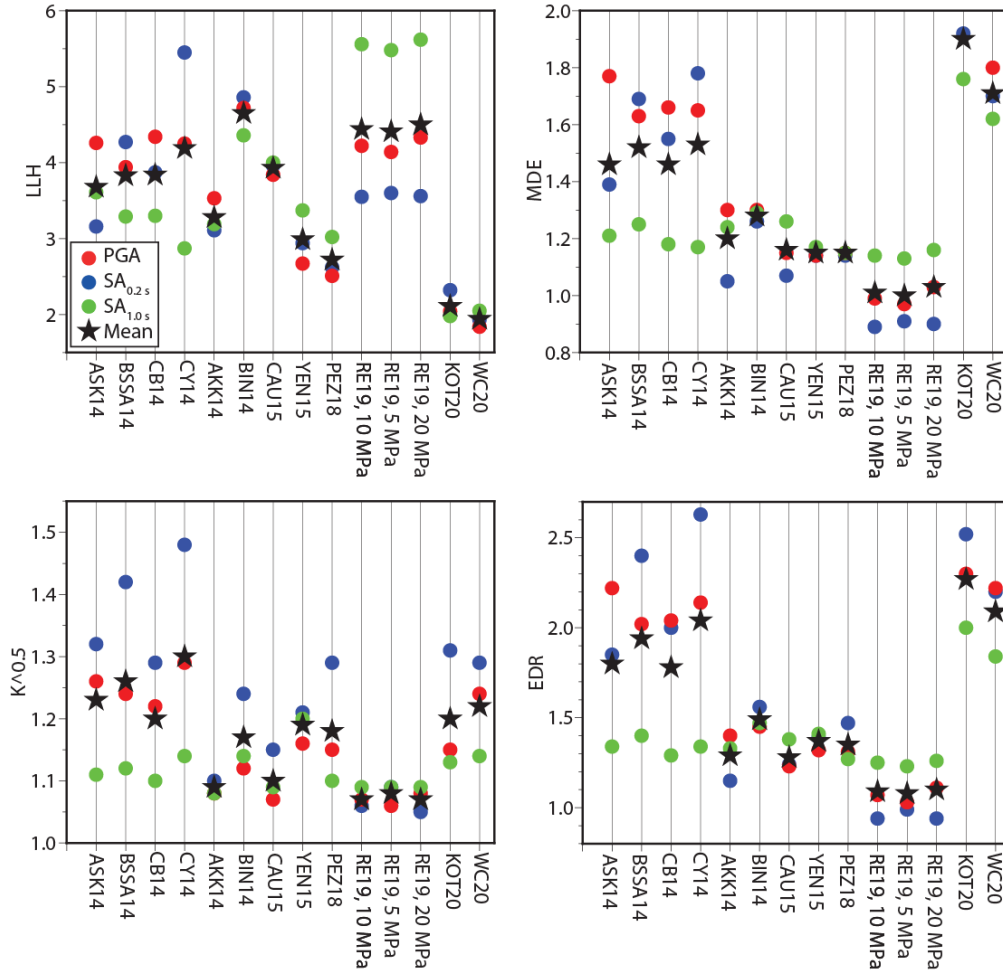 6
5
4
3
2
LLH
PGA
SA0.2 s
SA1.0 s
Mean
ASK14
BSSA14
CB14
CY14
AKK14
BIN14
CAU15
YEN15
PEZ18
RE19, 10 MPa
RE19, 5 MPa
RE19, 20 MPa
KOT20
WC20
2.0
1.8
1.6
1.4
1.2
1.0
0.8
MDE
ASK14
BSSA14
CB14
CY14
AKK14
BIN14
CAU15
YEN15
PEZ18
RE19, 10 MPa
RE19, 5 MPa
RE19, 20 MPa
KOT20
WC20
1.5
1.4
1.3
1.2
1.1
1.0
K^0.5
ASK14
BSSA14
CB14
CY14
AKK14
BIN14
CAU15
YEN15
PEZ18
RE19, 10 MPa
RE19, 5 MPa
RE19, 20 MPa
KOT20
WC20
2.5
2.0
1.5
1.0
EDR
ASK14
BSSA14
CB14
CY14
AKK14
BIN14
CAU15
YEN15
PEZ18
RE19, 10 MPa
RE19, 5 MPa
RE19, 20 MPa
KOT20
WC20